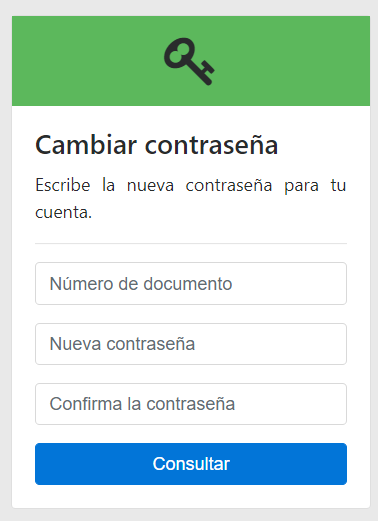 Cambiar contraseña
Escribe la nueva contraseña para tu
cuenta.
Número de documento
Nueva contraseña
Confirma la contraseña
Consultar